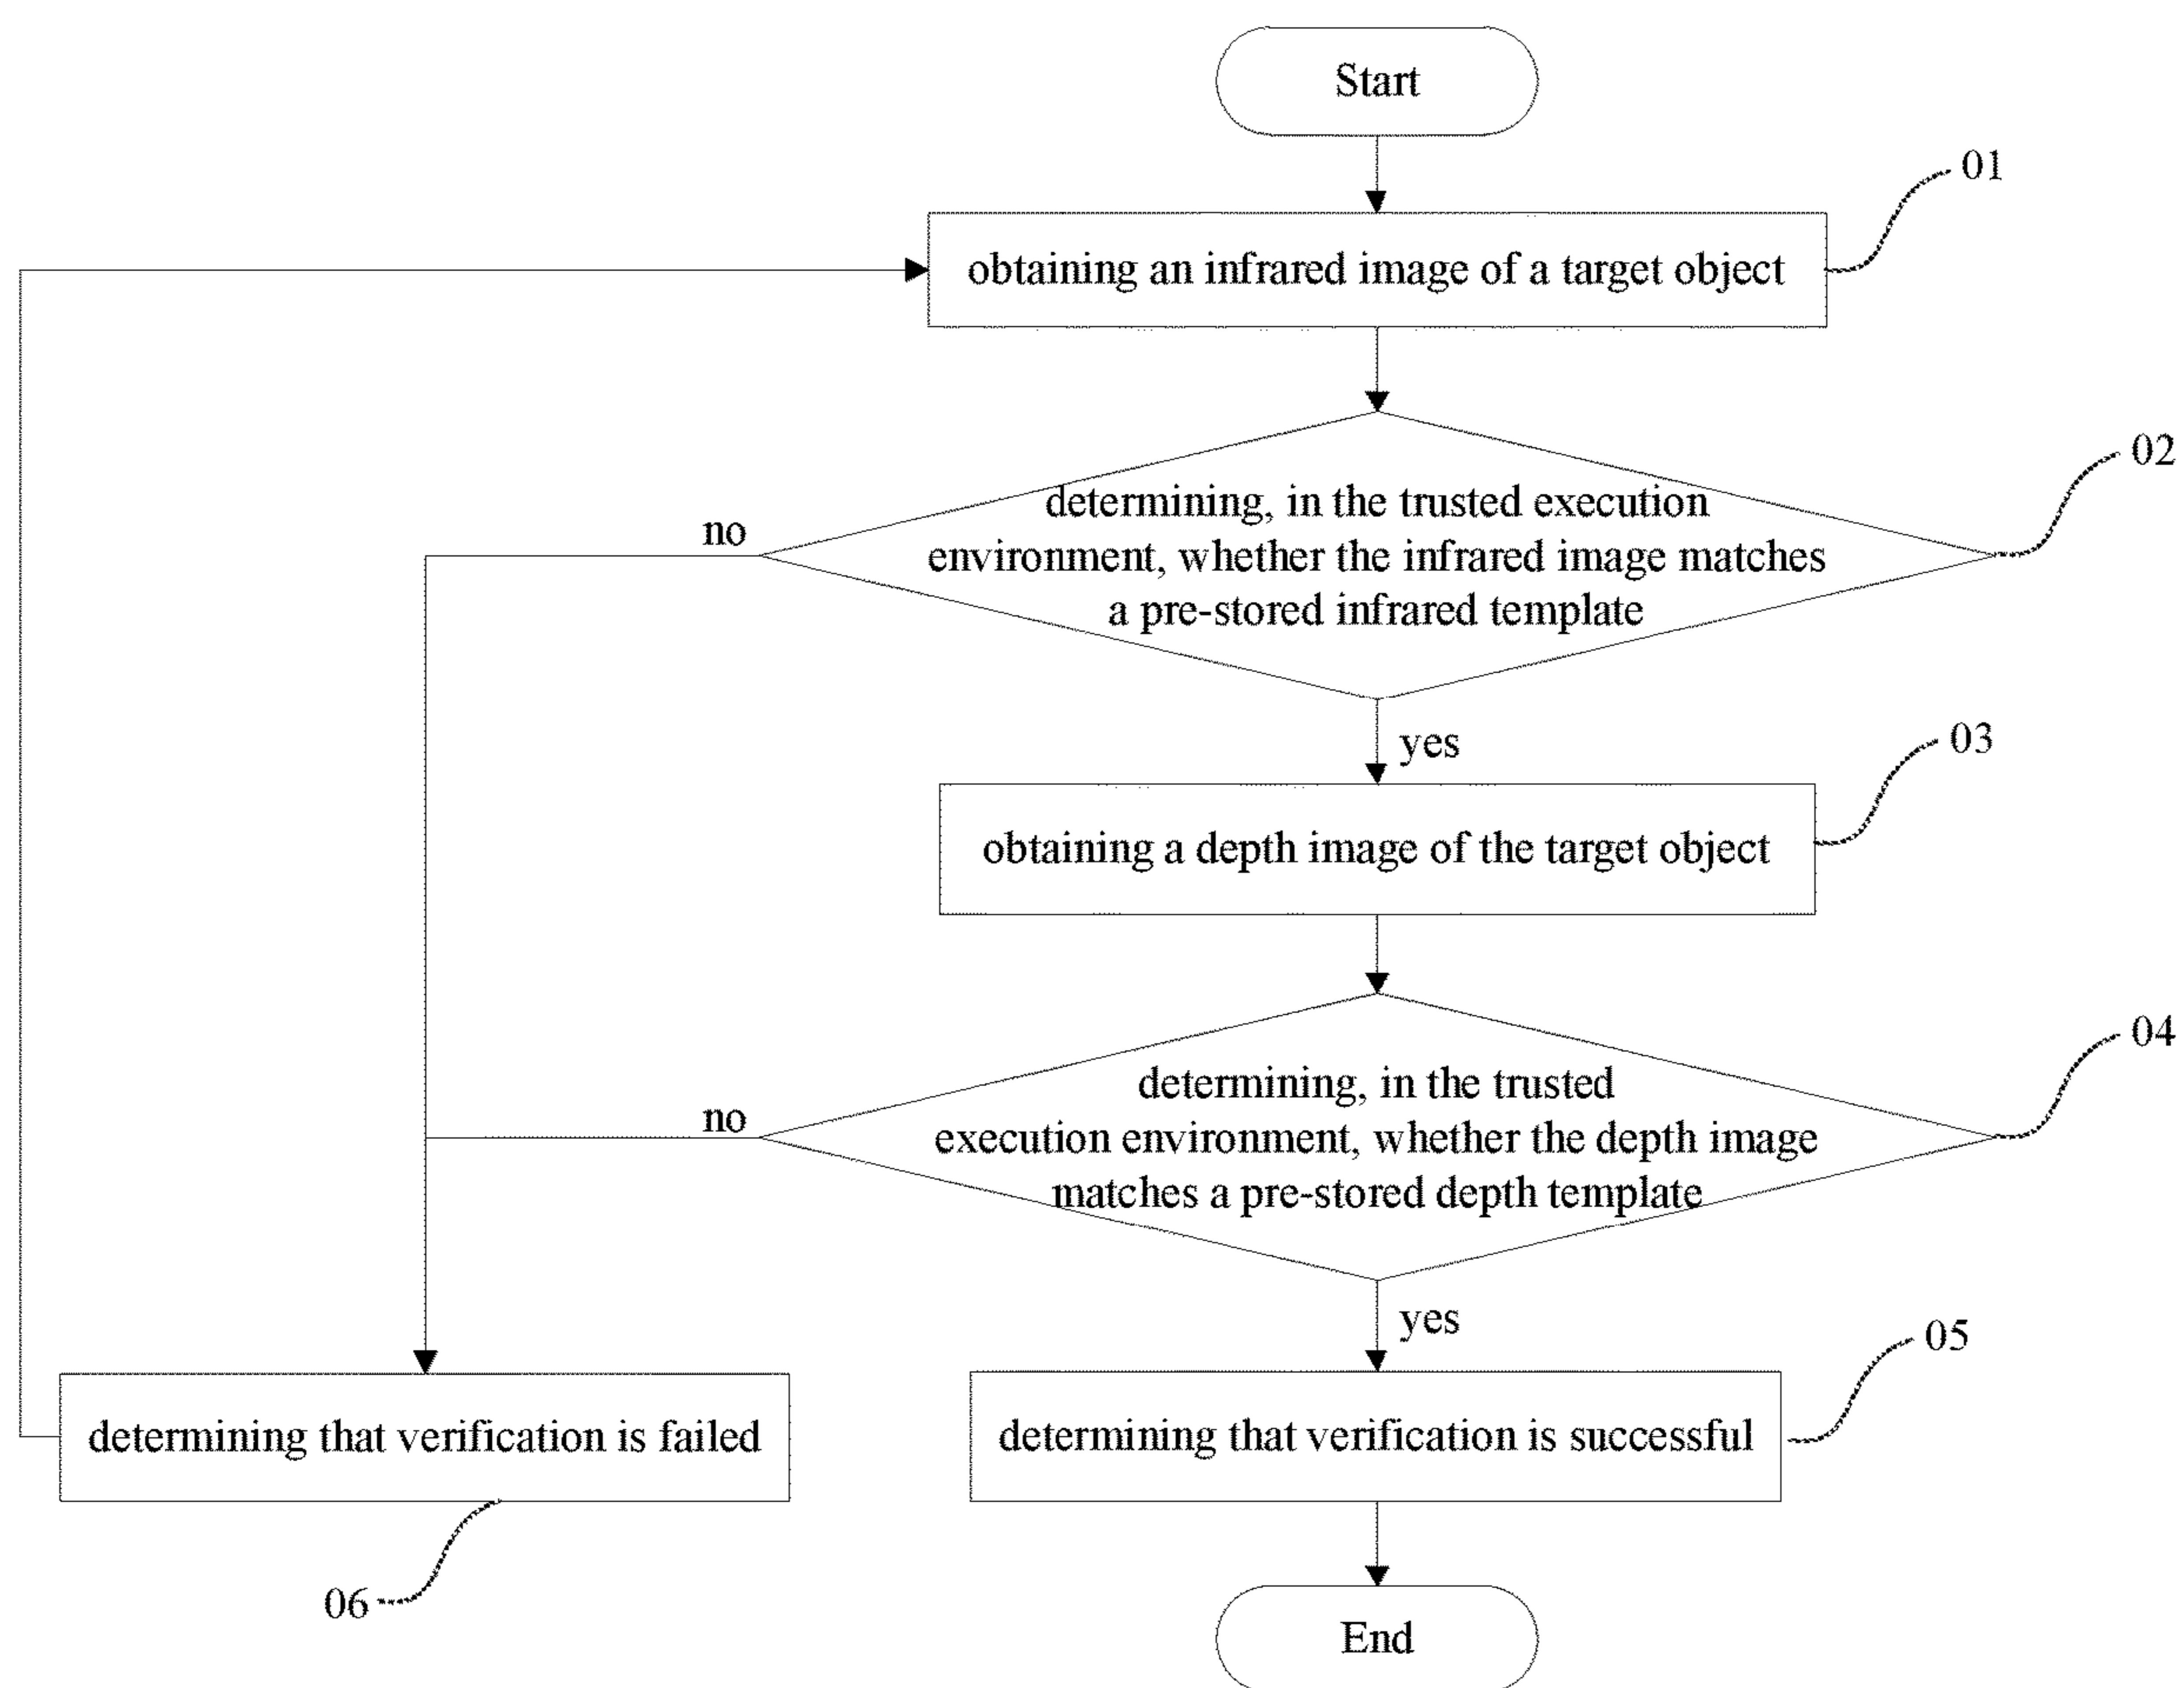 Start
01
obtaining an infrared image of a target object
02
no
determining, in the trusted execution
environment, whether the infrared image matches
a pre-stored infrared template
yes
03
obtaining a depth image of the target object
04
no
determining, in the trusted
execution environment, whether the depth image
matches a pre-stored depth template
yes
05
determining that verification is failed
determining that verification is successful
06
End